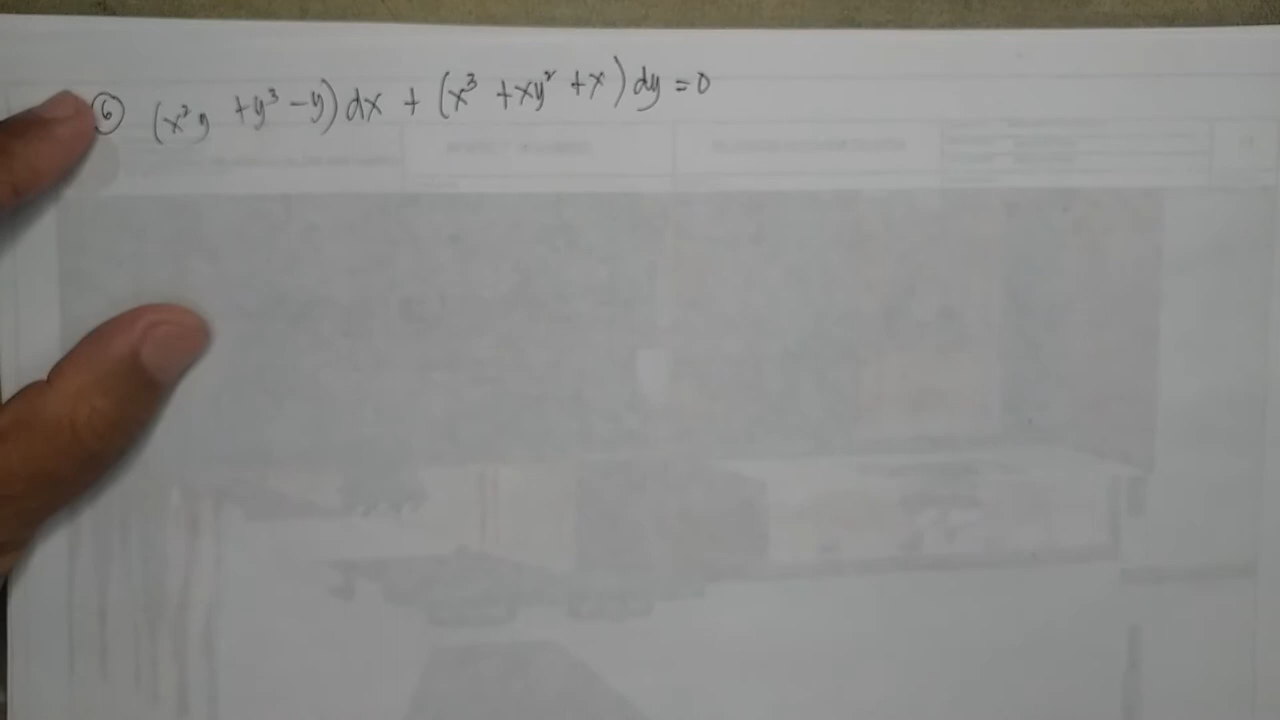 ⑥ (x²y + y³ − y) dx + (x³ + xy² + x) dy = 0